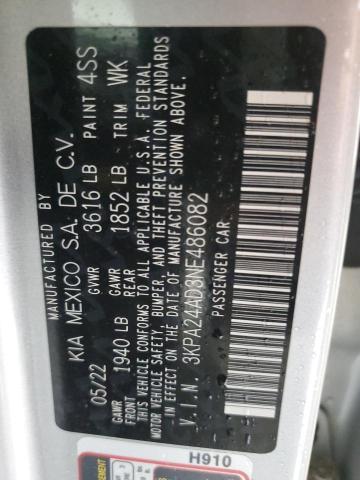 MANUFACTURED BY
KIA MEXICO S.A. DE C.V.
05/22 GVWR 3616 LB PAINT 4SS
GAWR FRONT 1940 LB GAWR REAR 1852 LB TRIM WK
THIS VEHICLE CONFORMS TO ALL APPLICABLE U.S.A. FEDERAL
MOTOR VEHICLE SAFETY, BUMPER, AND THEFT PREVENTION STANDARDS
IN EFFECT ON THE DATE OF MANUFACTURE SHOWN ABOVE.
V.I.N. 3KPA24AD3NE486082
PASSENGER CAR
H910